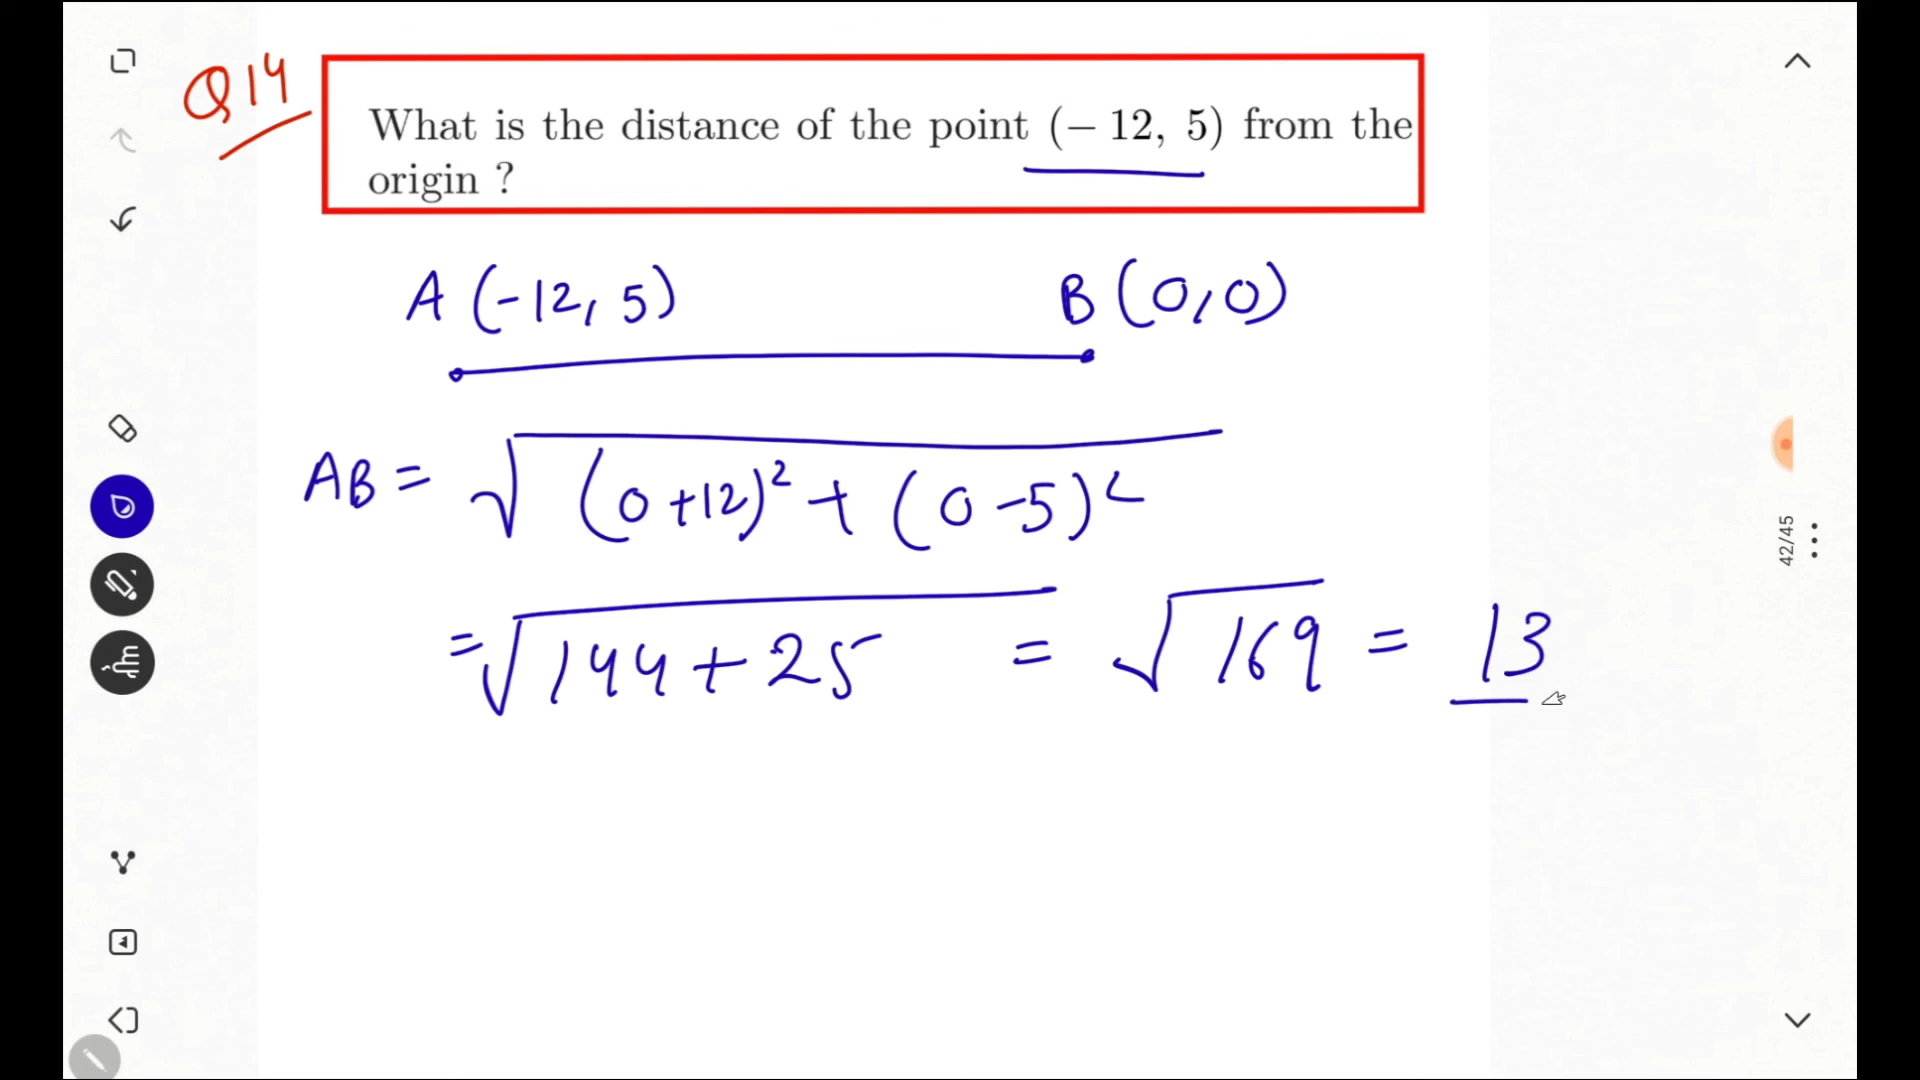 Q14
What is the distance of the point (– 12, 5) from the
origin ?
A (-12, 5) B (0,0)
AB = √(0+12)² + (0-5)²
= √144+25 = √169 = 13
42/45